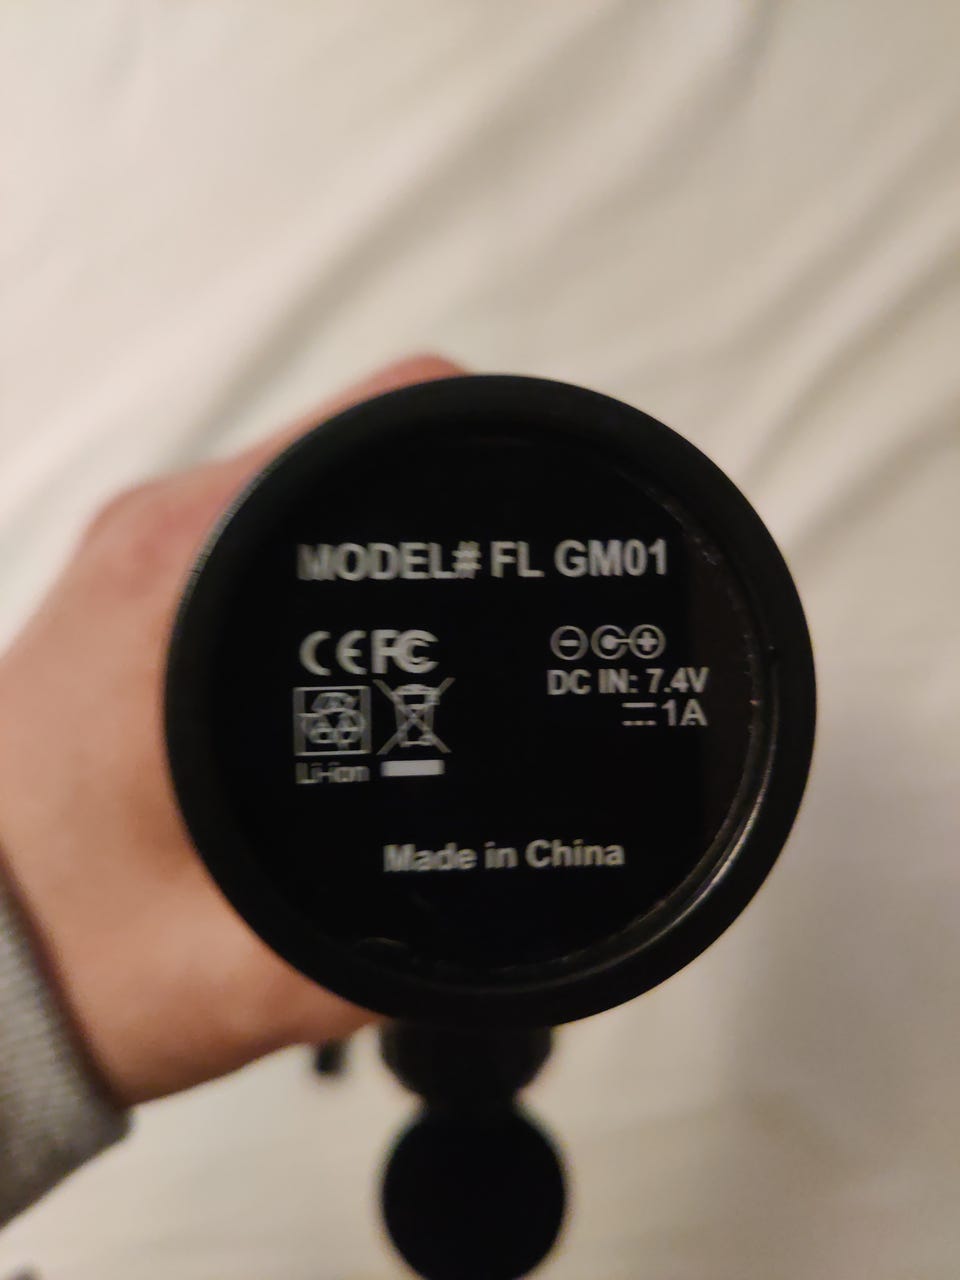 MODEL# FL GM01
CE FC
DC IN: 7.4V
1A
Li-ion
Made in China